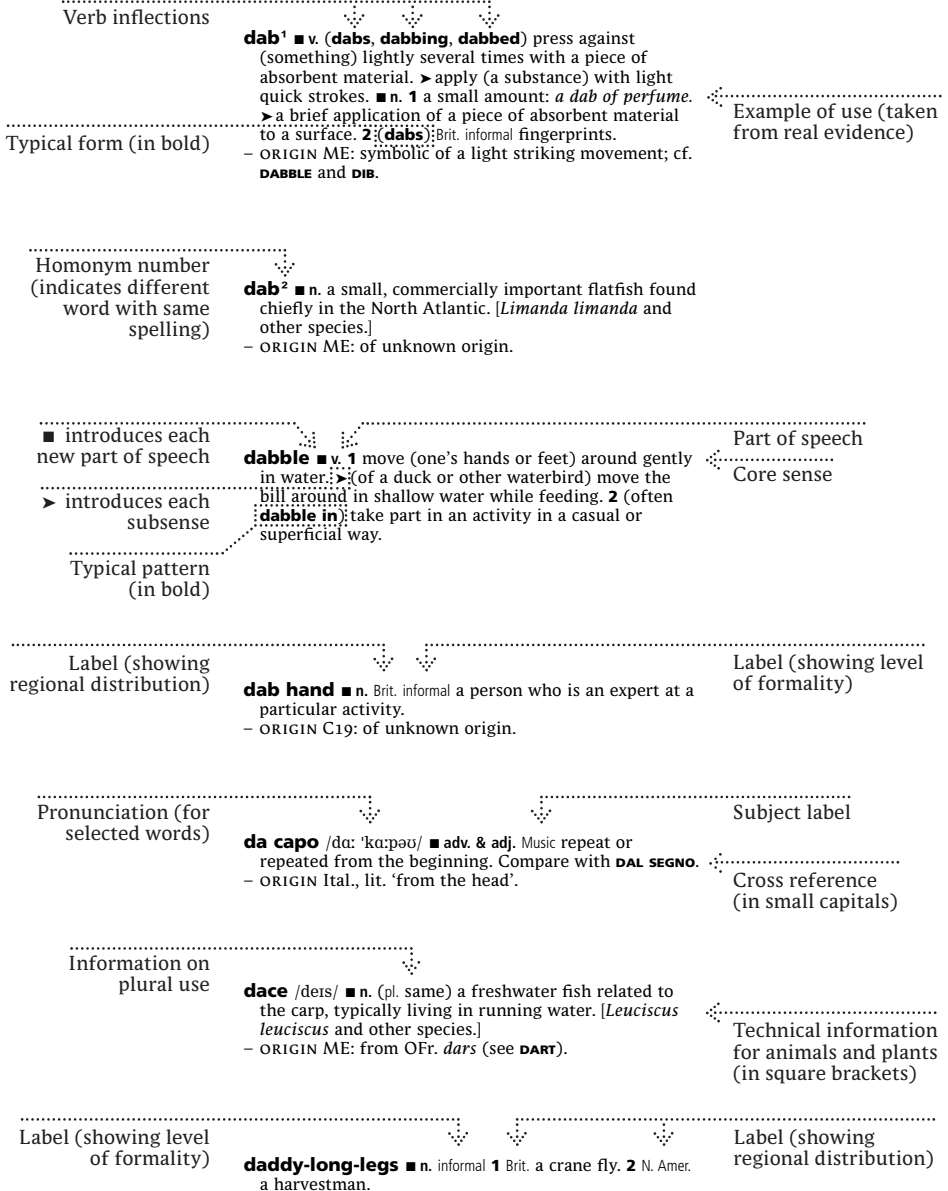 Verb inflections
dab¹ ■ v. (dabs, dabbing, dabbed) press against
(something) lightly several times with a piece of
absorbent material. ➤ apply (a substance) with light
quick strokes. ■ n. 1 a small amount: a dab of perfume.
➤ a brief application of a piece of absorbent material
to a surface. 2 (dabs) Brit. informal fingerprints.
– ORIGIN ME: symbolic of a light striking movement; cf.
DABBLE and DIB.
Example of use (taken
from real evidence)
Typical form (in bold)
Homonym number
(indicates different
word with same
spelling)
dab² ■ n. a small, commercially important flatfish found
chiefly in the North Atlantic. [Limanda limanda and
other species.]
– ORIGIN ME: of unknown origin.
■ introduces each
new part of speech
➤ introduces each
subsense
Typical pattern
(in bold)
dabble ■ v. 1 move (one's hands or feet) around gently
in water. ➤ (of a duck or other waterbird) move the
bill around in shallow water while feeding. 2 (often
dabble in) take part in an activity in a casual or
superficial way.
Part of speech
Core sense
Label (showing
regional distribution)
dab hand ■ n. Brit. informal a person who is an expert at a
particular activity.
– ORIGIN C19: of unknown origin.
Label (showing level
of formality)
Pronunciation (for
selected words)
da capo /dɑː ˈkɑːpəʊ/ ■ adv. & adj. Music repeat or
repeated from the beginning. Compare with DAL SEGNO.
– ORIGIN Ital., lit. ‘from the head’.
Subject label
Cross reference
(in small capitals)
Information on
plural use
dace /deɪs/ ■ n. (pl. same) a freshwater fish related to
the carp, typically living in running water. [Leuciscus
leuciscus and other species.]
– ORIGIN ME: from OFr. dars (see DART).
Technical information
for animals and plants
(in square brackets)
Label (showing level
of formality)
daddy-long-legs ■ n. informal 1 Brit. a crane fly. 2 N. Amer.
a harvestman.
Label (showing
regional distribution)